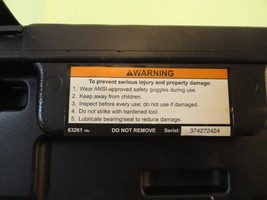 ⚠WARNING
To prevent serious injury and property damage:
1. Wear ANSI-approved safety goggles during use.
2. Keep away from children.
3. Inspect before every use; do not use if damaged.
4. Do not strike with hardened tool.
5. Lubricate bearing/seal to reduce damage.
63261 DO NOT REMOVE Serial: 374272424